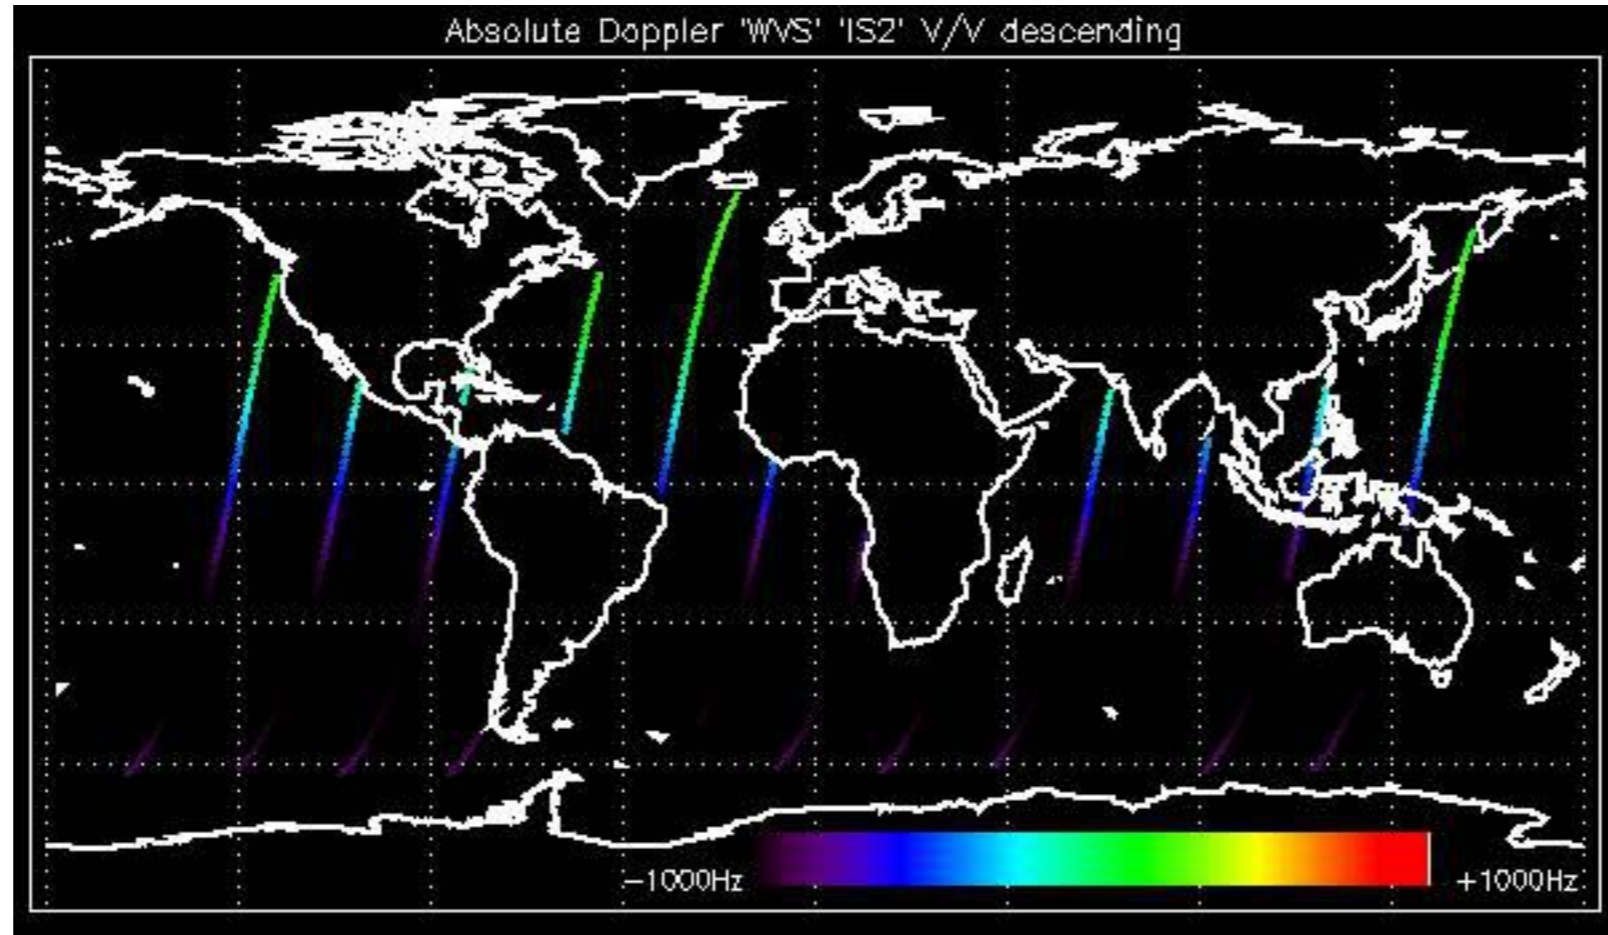 Absolute Doppler 'WVS' 'IS2' V/V descending
−1000Hz +1000Hz